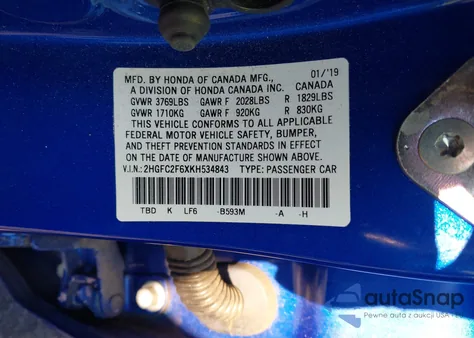 MFD. BY HONDA OF CANADA MFG., 01/'19
A DIVISION OF HONDA CANADA INC. CANADA
GVWR 3769LBS GAWR F 2028LBS R 1829LBS
GVWR 1710KG GAWR F 920KG R 830KG
THIS VEHICLE CONFORMS TO ALL APPLICABLE
FEDERAL MOTOR VEHICLE SAFETY, BUMPER,
AND THEFT PREVENTION STANDARDS IN EFFECT
ON THE DATE OF MANUFACTURE SHOWN ABOVE.
V.I.N.: 2HGFC2F6XKH534843 TYPE: PASSENGER CAR
TBD K LF6 -B593M -A -H
autoSnap
Pewne auta z aukcji USA